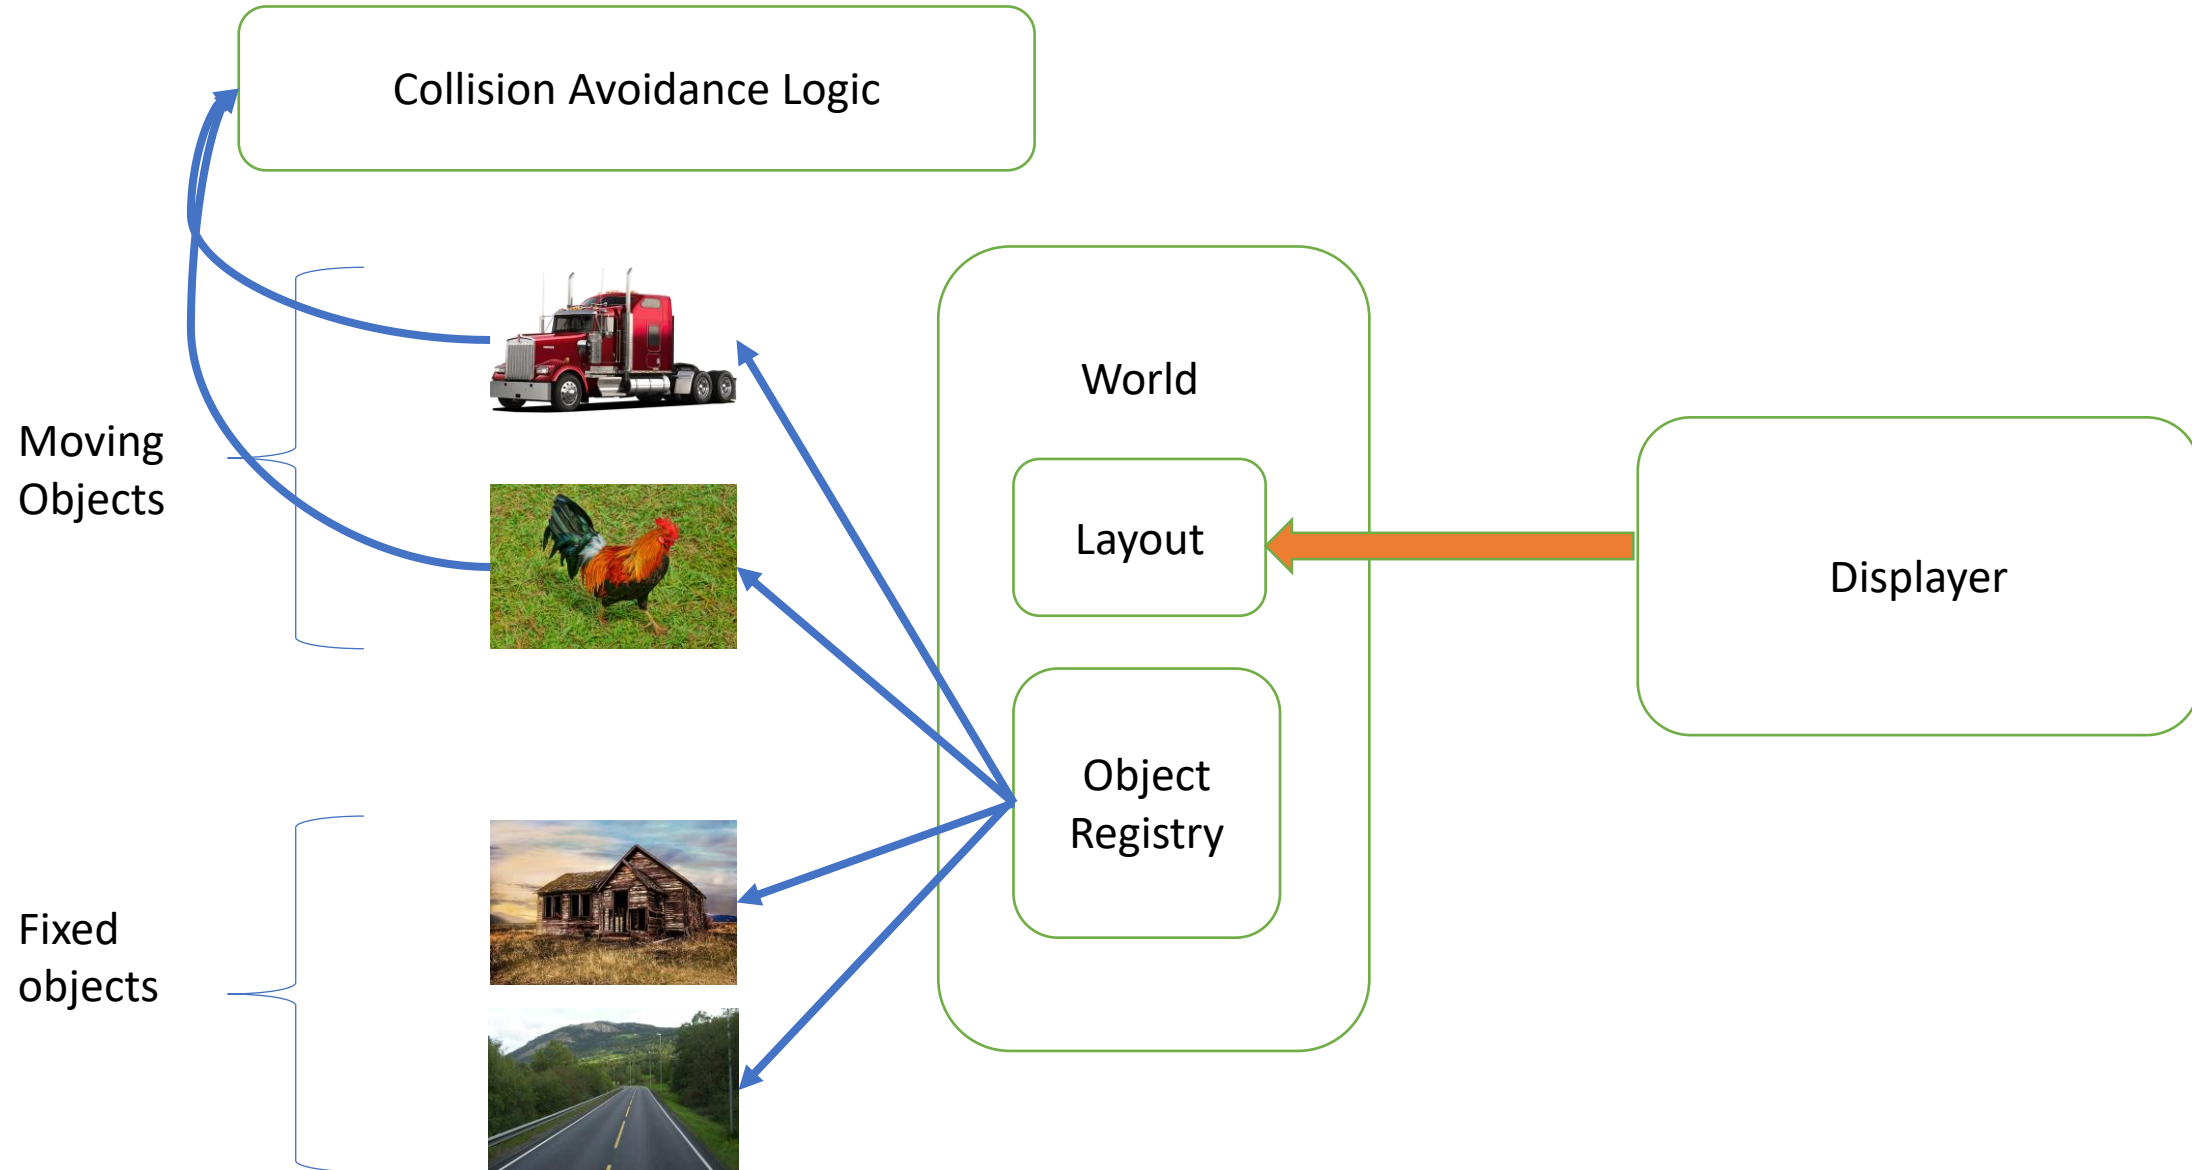 Collision Avoidance Logic
World
Moving
Objects
Layout
Displayer
Object
Registry
Fixed
objects